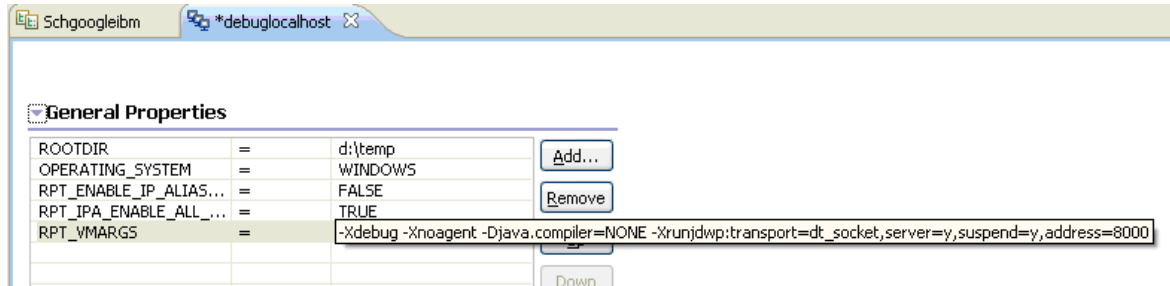 Schgoogleibm
*debuglocalhost
General Properties
ROOTDIR = d:\temp
Add...
OPERATING_SYSTEM = WINDOWS
RPT_ENABLE_IP_ALIAS... = FALSE
Remove
RPT_IPA_ENABLE_ALL_... = TRUE
RPT_VMARGS = -Xdebug -Xnoagent -Djava.compiler=NONE -Xrunjdwp:transport=dt_socket,server=y,suspend=y,address=8000
Down